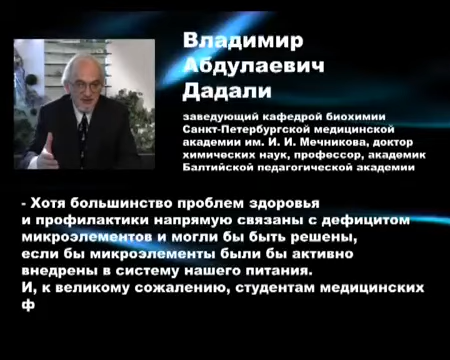 Владимир
Абдулаевич
Дадали
заведующий кафедрой биохимии
Санкт-Петербургской медицинской
академии им. И. И. Мечникова, доктор
химических наук, профессор, академик
Балтийской педагогической академии
- Хотя большинство проблем здоровья
и профилактики напрямую связаны с дефицитом
микроэлементов и могли бы быть решены,
если бы микроэлементы были бы активно
внедрены в систему нашего питания.
И, к великому сожалению, студентам медицинских
ф